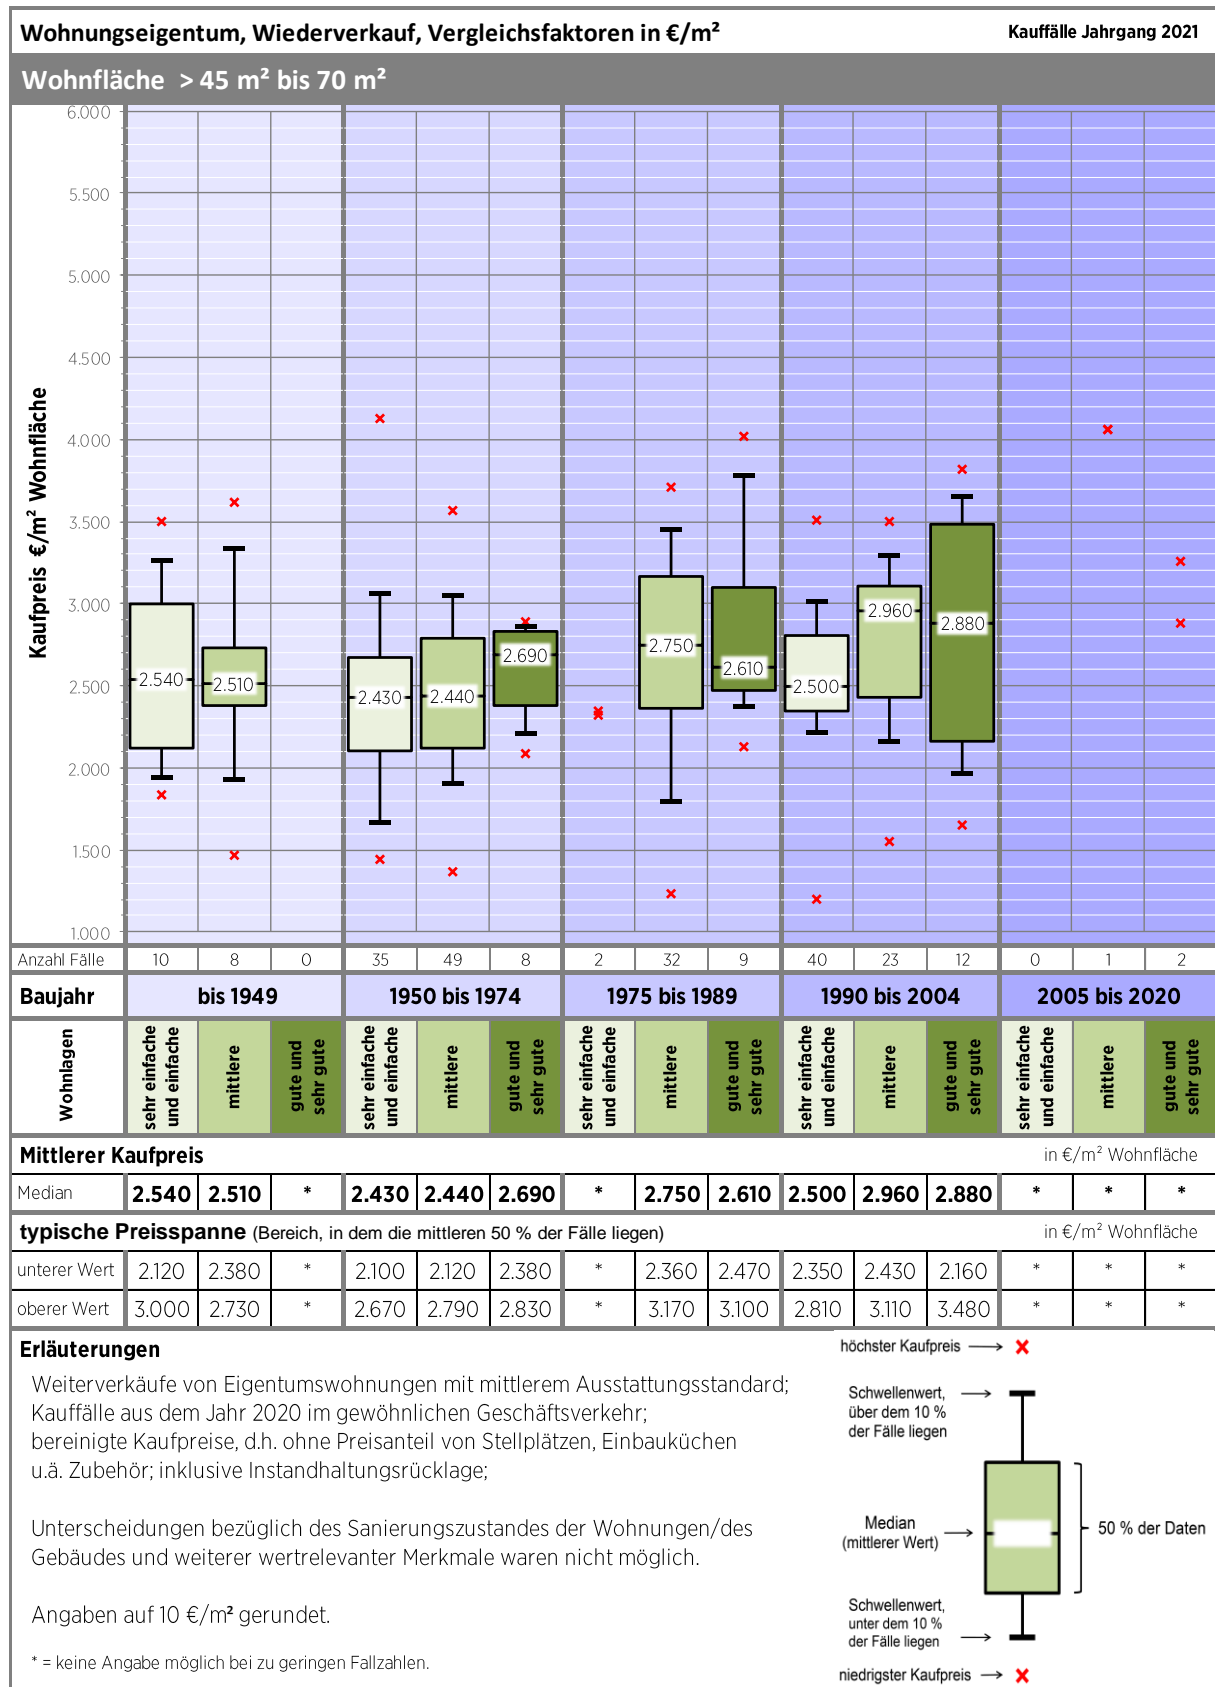 Wohnungseigentum, Wiederverkauf, Vergleichsfaktoren in €/m²
Kauffälle Jahrgang 2021
Wohnfläche > 45 m² bis 70 m²
Kaufpreis €/m² Wohnfläche
6.000
5.500
5.000
4.500
4.000
3.500
3.000
2.500
2.000
1.500
1.000
2.540
2.510
2.430
2.440
2.690
2.750
2.610
2.500
2.960
2.880
Anzahl Fälle 10 8 0 35 49 8 2 32 9 40 23 12 0 1 2
Baujahr bis 1949 1950 bis 1974 1975 bis 1989 1990 bis 2004 2005 bis 2020
Wohnlagen
sehr einfache
und einfache
mittlere
gute und
sehr gute
sehr einfache
und einfache
mittlere
gute und
sehr gute
sehr einfache
und einfache
mittlere
gute und
sehr gute
sehr einfache
und einfache
mittlere
gute und
sehr gute
sehr einfache
und einfache
mittlere
gute und
sehr gute
Mittlerer Kaufpreis in €/m² Wohnfläche
Median 2.540 2.510 * 2.430 2.440 2.690 * 2.750 2.610 2.500 2.960 2.880 * * *
typische Preisspanne (Bereich, in dem die mittleren 50 % der Fälle liegen) in €/m² Wohnfläche
unterer Wert 2.120 2.380 * 2.100 2.120 2.380 * 2.360 2.470 2.350 2.430 2.160 * * *
oberer Wert 3.000 2.730 * 2.670 2.790 2.830 * 3.170 3.100 2.810 3.110 3.480 * * *
Erläuterungen
Weiterverkäufe von Eigentumswohnungen mit mittlerem Ausstattungsstandard;
Kauffälle aus dem Jahr 2020 im gewöhnlichen Geschäftsverkehr;
bereinigte Kaufpreise, d.h. ohne Preisanteil von Stellplätzen, Einbauküchen
u.ä. Zubehör; inklusive Instandhaltungsrücklage;
Unterscheidungen bezüglich des Sanierungszustandes der Wohnungen/des
Gebäudes und weiterer wertrelevanter Merkmale waren nicht möglich.
Angaben auf 10 €/m² gerundet.
* = keine Angabe möglich bei zu geringen Fallzahlen.
höchster Kaufpreis
Schwellenwert,
über dem 10 %
der Fälle liegen
Median
(mittlerer Wert)
50 % der Daten
Schwellenwert,
unter dem 10 %
der Fälle liegen
niedrigster Kaufpreis